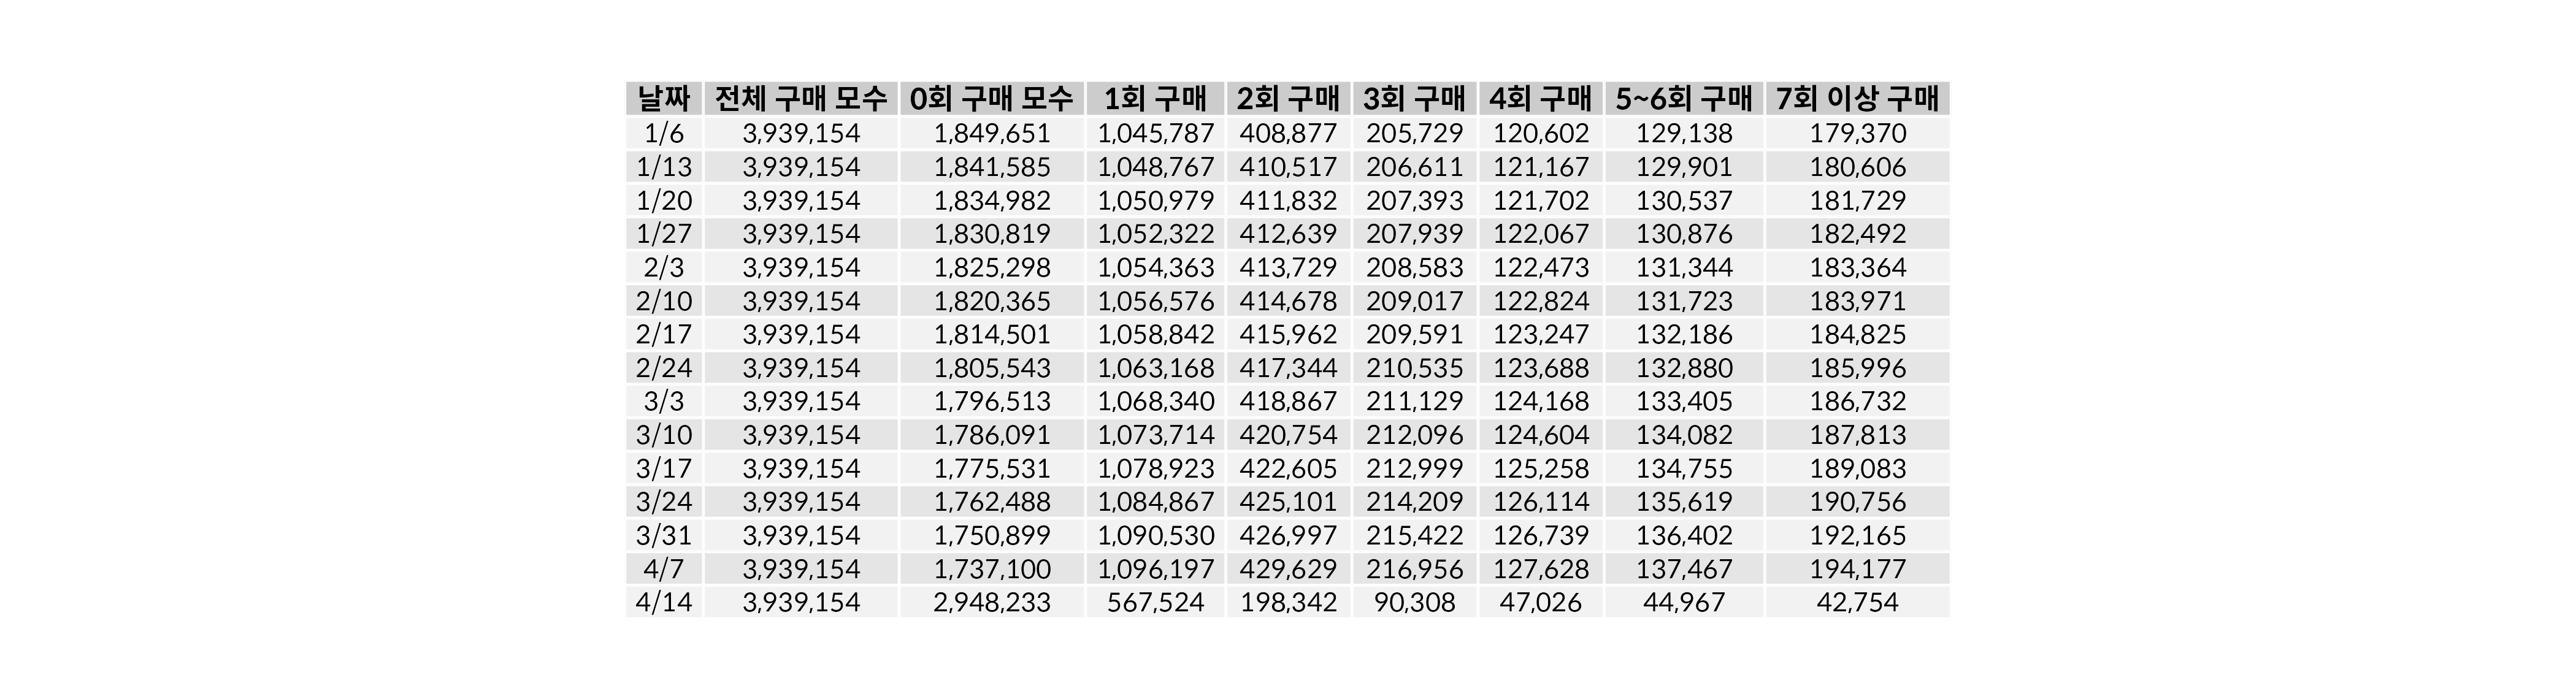 날짜 전체 구매 모수 0회 구매 모수 1회 구매 2회 구매 3회 구매 4회 구매 5~6회 구매 7회 이상 구매
1/6 3,939,154 1,849,651 1,045,787 408,877 205,729 120,602 129,138 179,370
1/13 3,939,154 1,841,585 1,048,767 410,517 206,611 121,167 129,901 180,606
1/20 3,939,154 1,834,982 1,050,979 411,832 207,393 121,702 130,537 181,729
1/27 3,939,154 1,830,819 1,052,322 412,639 207,939 122,067 130,876 182,492
2/3 3,939,154 1,825,298 1,054,363 413,729 208,583 122,473 131,344 183,364
2/10 3,939,154 1,820,365 1,056,576 414,678 209,017 122,824 131,723 183,971
2/17 3,939,154 1,814,501 1,058,842 415,962 209,591 123,247 132,186 184,825
2/24 3,939,154 1,805,543 1,063,168 417,344 210,535 123,688 132,880 185,996
3/3 3,939,154 1,796,513 1,068,340 418,867 211,129 124,168 133,405 186,732
3/10 3,939,154 1,786,091 1,073,714 420,754 212,096 124,604 134,082 187,813
3/17 3,939,154 1,775,531 1,078,923 422,605 212,999 125,258 134,755 189,083
3/24 3,939,154 1,762,488 1,084,867 425,101 214,209 126,114 135,619 190,756
3/31 3,939,154 1,750,899 1,090,530 426,997 215,422 126,739 136,402 192,165
4/7 3,939,154 1,737,100 1,096,197 429,629 216,956 127,628 137,467 194,177
4/14 3,939,154 2,948,233 567,524 198,342 90,308 47,026 44,967 42,754